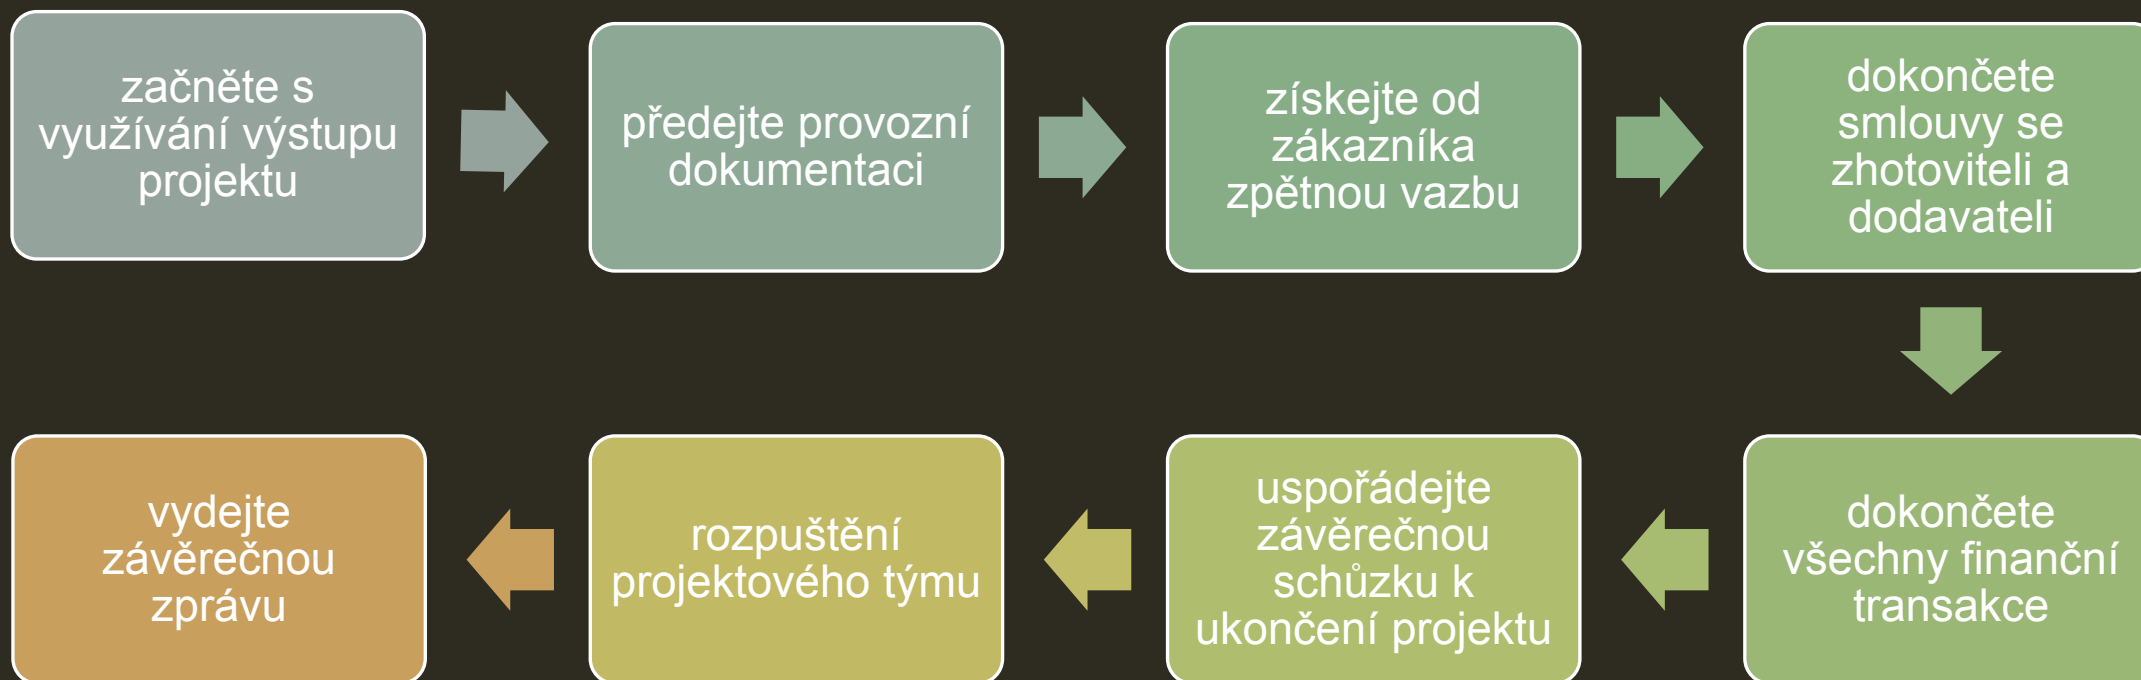 začněte s
využívání výstupu
projektu
předejte provozní
dokumentaci
získejte od
zákazníka
zpětnou vazbu
dokončete
smlouvy se
zhotoviteli a
dodavateli
dokončete
všechny finanční
transakce
uspořádejte
závěrečnou
schůzku k
ukončení projektu
rozpuštění
projektového týmu
vydejte
závěrečnou
zprávu